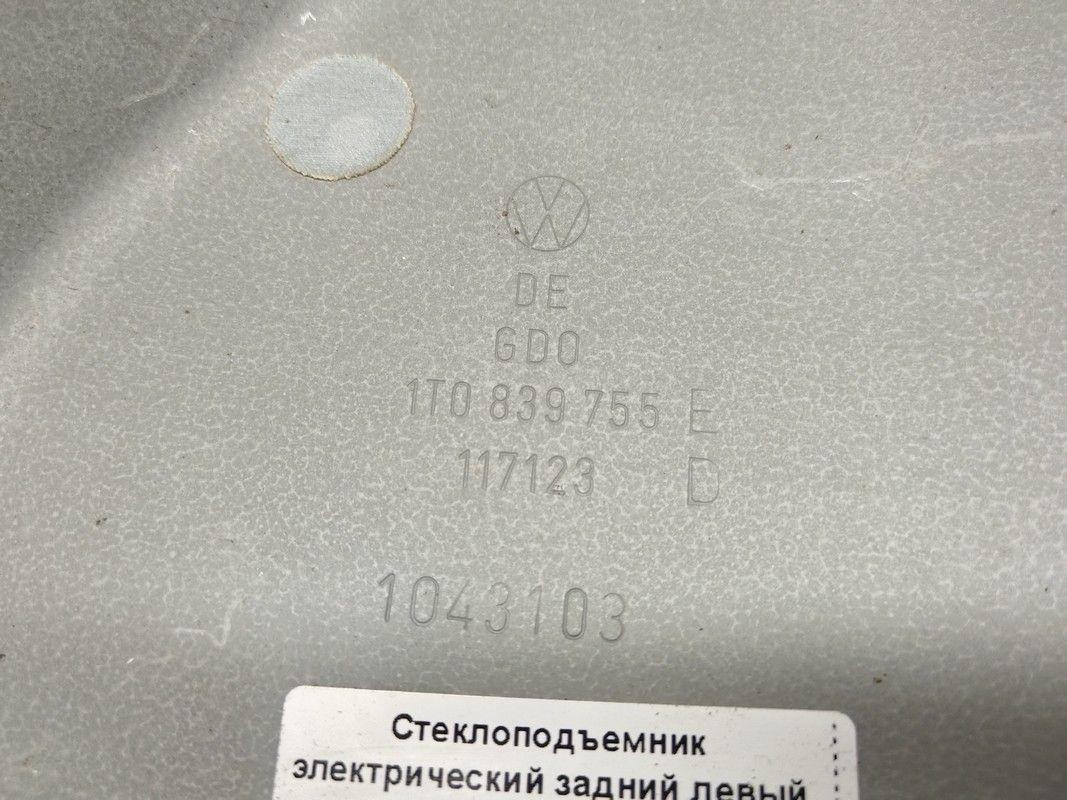 DE
GDO
1T0 839 755 E
117123 D
1043103
Стеклоподъемник
электрический задний левый